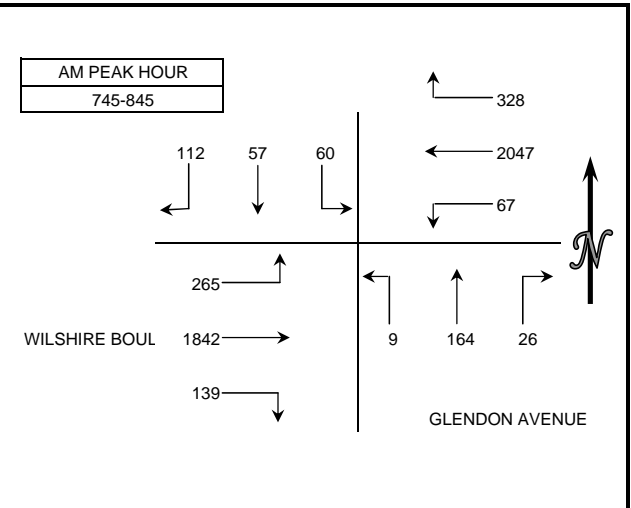 AM PEAK HOUR
745-845
328
112 57 60 2047
67
N
265
WILSHIRE BOUL 1842 9 164 26
139
GLENDON AVENUE